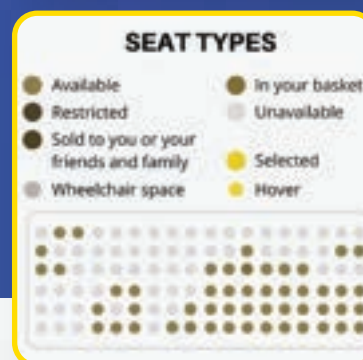 SEAT TYPES
Available
In your basket
Restricted
Unavailable
Sold to you or your
friends and family
Selected
Wheelchair space
Hover